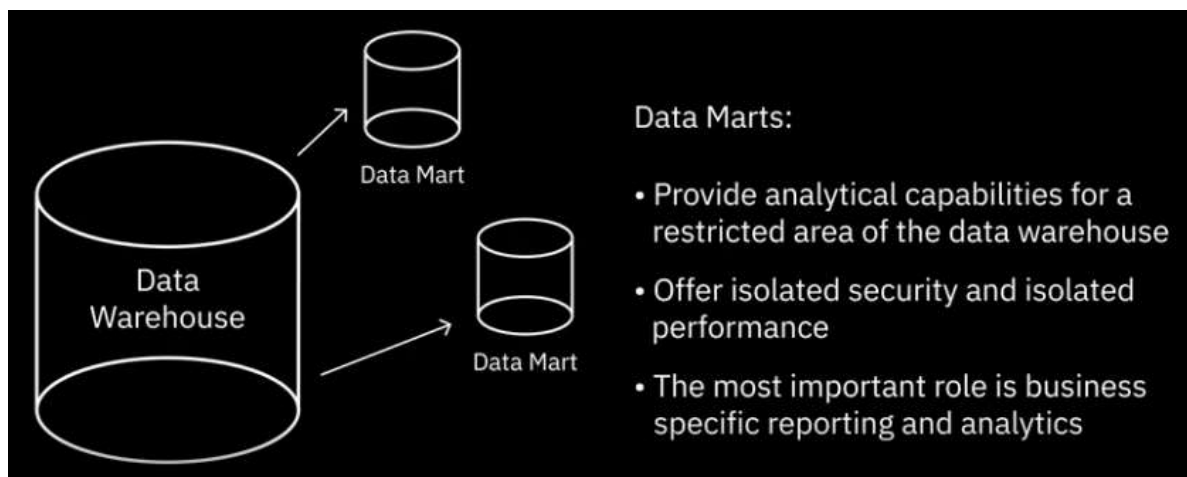 Data Mart
Data
Warehouse
Data Mart
Data Marts:
• Provide analytical capabilities for a
restricted area of the data warehouse
• Offer isolated security and isolated
performance
• The most important role is business
specific reporting and analytics